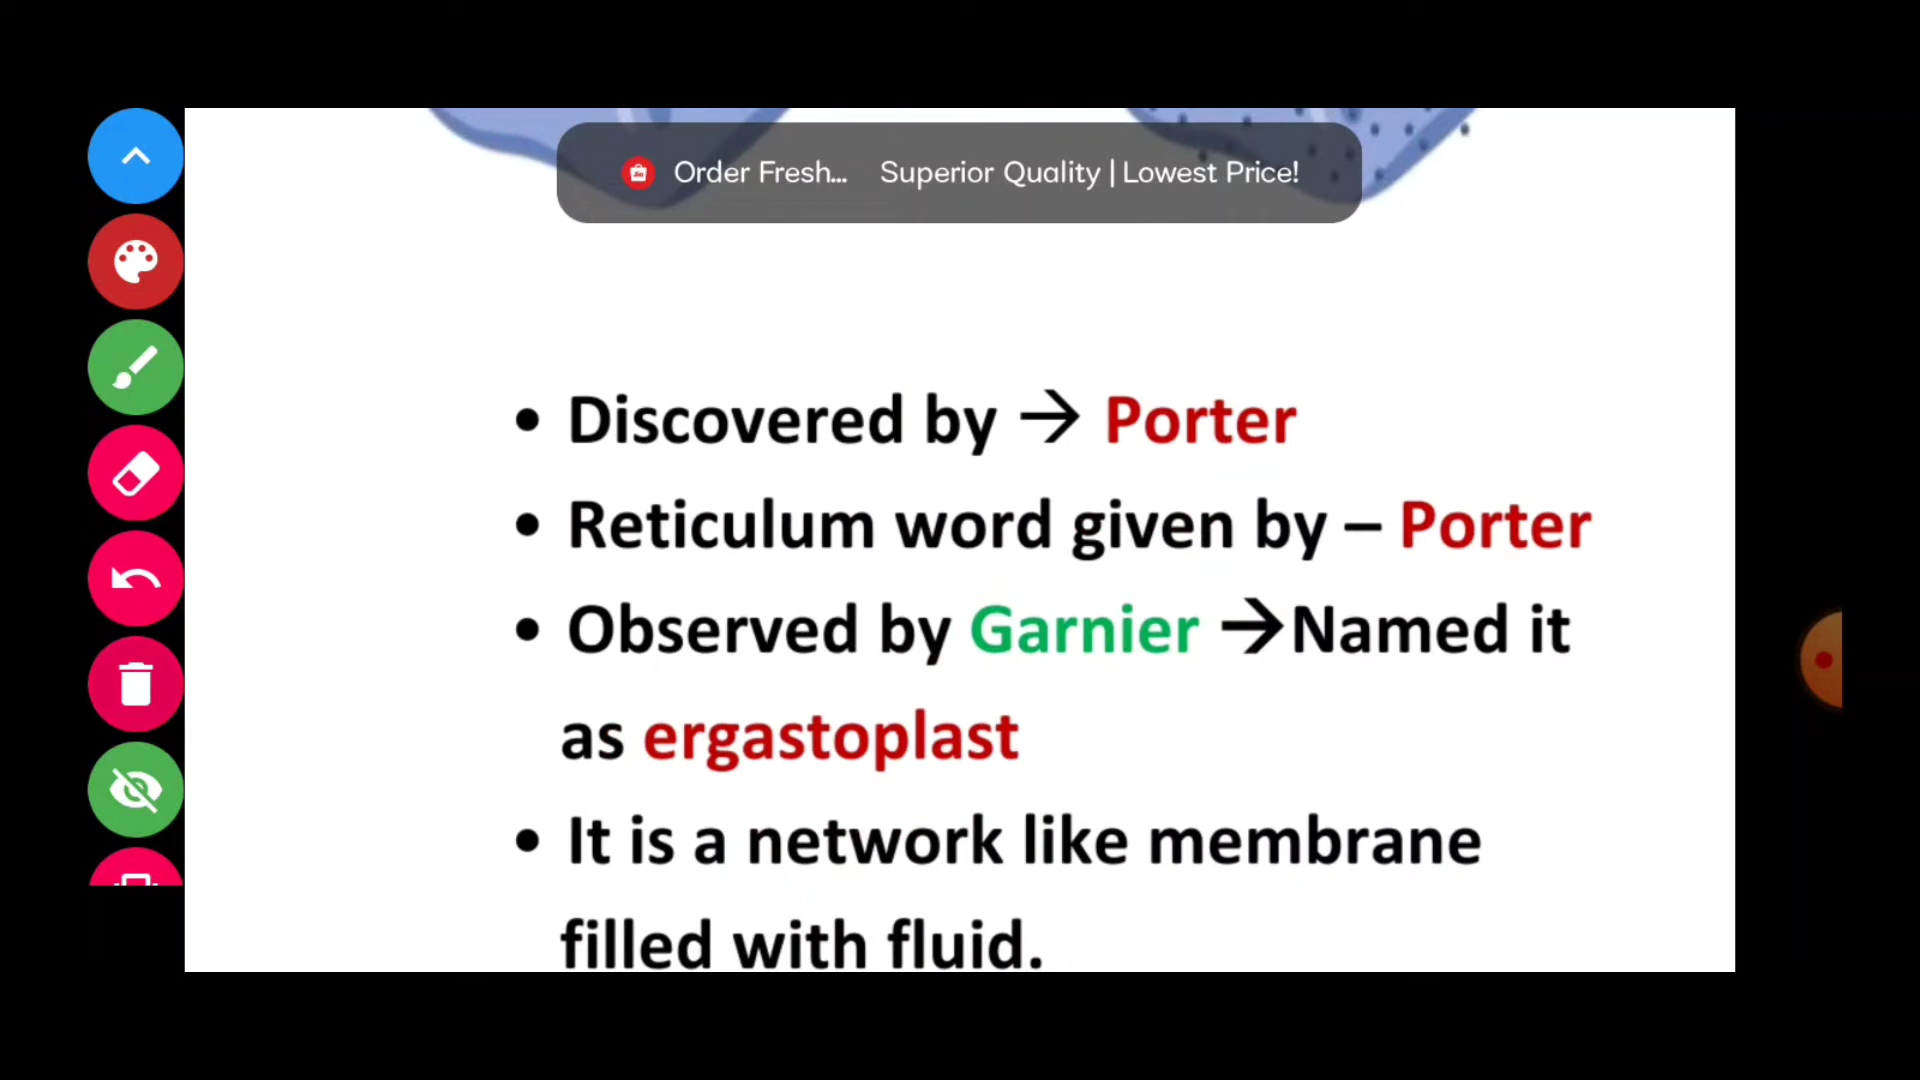 Order Fresh... Superior Quality | Lowest Price!
• Discovered by → Porter
• Reticulum word given by – Porter
• Observed by Garnier →Named it
as ergastoplast
• It is a network like membrane
filled with fluid.